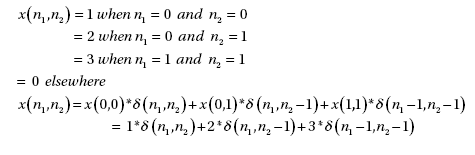 x(n₁,n₂) = 1 when n₁ = 0 and n₂ = 0
= 2 when n₁ = 0 and n₂ = 1
= 3 when n₁ = 1 and n₂ = 1
= 0 elsewhere
x(n₁,n₂) = x(0,0)*δ(n₁,n₂)+x(0,1)*δ(n₁,n₂−1)+x(1,1)*δ(n₁−1,n₂−1)
= 1*δ(n₁,n₂)+2*δ(n₁,n₂−1)+3*δ(n₁−1,n₂−1)